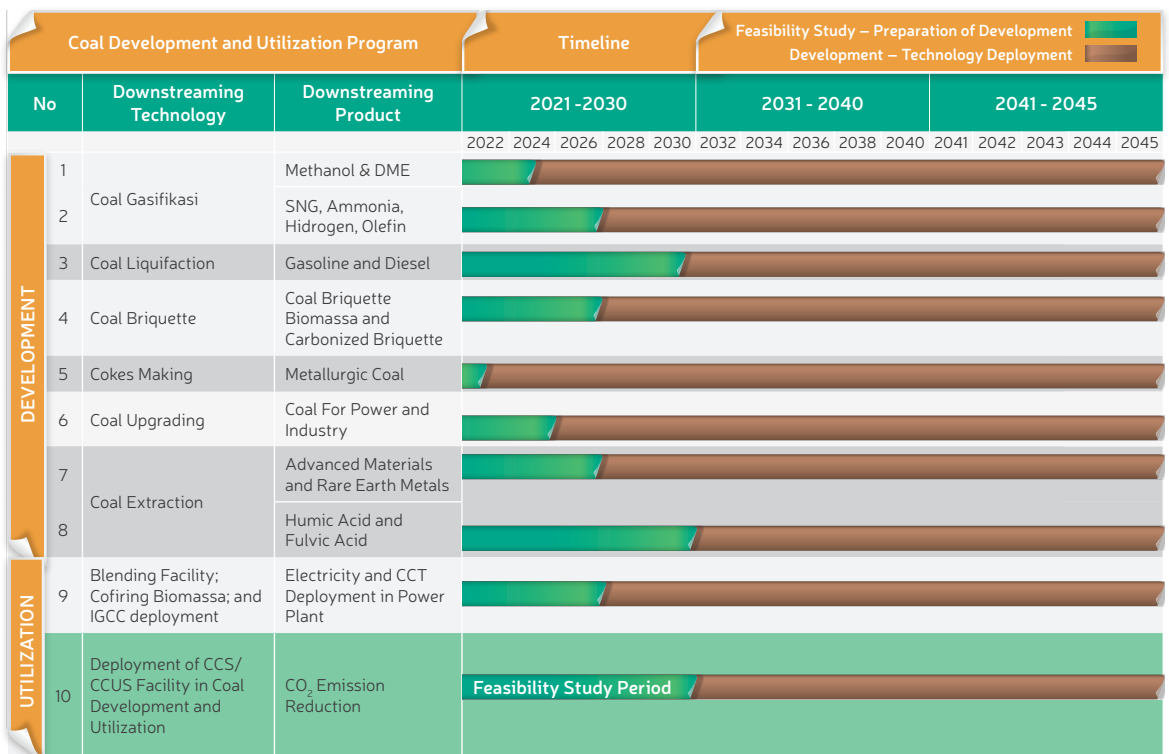 Coal Development and Utilization Program
Timeline
Feasibility Study – Preparation of Development
Development – Technology Deployment
No
Downstreaming
Technology
Downstreaming
Product
2021 -2030
2031 - 2040
2041 - 2045
2022 2024 2026 2028 2030 2032 2034 2036 2038 2040 2041 2042 2043 2044 2045
DEVELOPMENT
1
Coal Gasifikasi
Methanol & DME
2
SNG, Ammonia,
Hidrogen, Olefin
3
Coal Liquifaction
Gasoline and Diesel
4
Coal Briquette
Coal Briquette
Biomassa and
Carbonized Briquette
5
Cokes Making
Metallurgic Coal
6
Coal Upgrading
Coal For Power and
Industry
7
Coal Extraction
Advanced Materials
and Rare Earth Metals
8
Humic Acid and
Fulvic Acid
UTILIZATION
9
Blending Facility;
Cofiring Biomassa; and
IGCC deployment
Electricity and CCT
Deployment in Power
Plant
10
Deployment of CCS/
CCUS Facility in Coal
Development and
Utilization
CO₂ Emission
Reduction
Feasibility Study Period